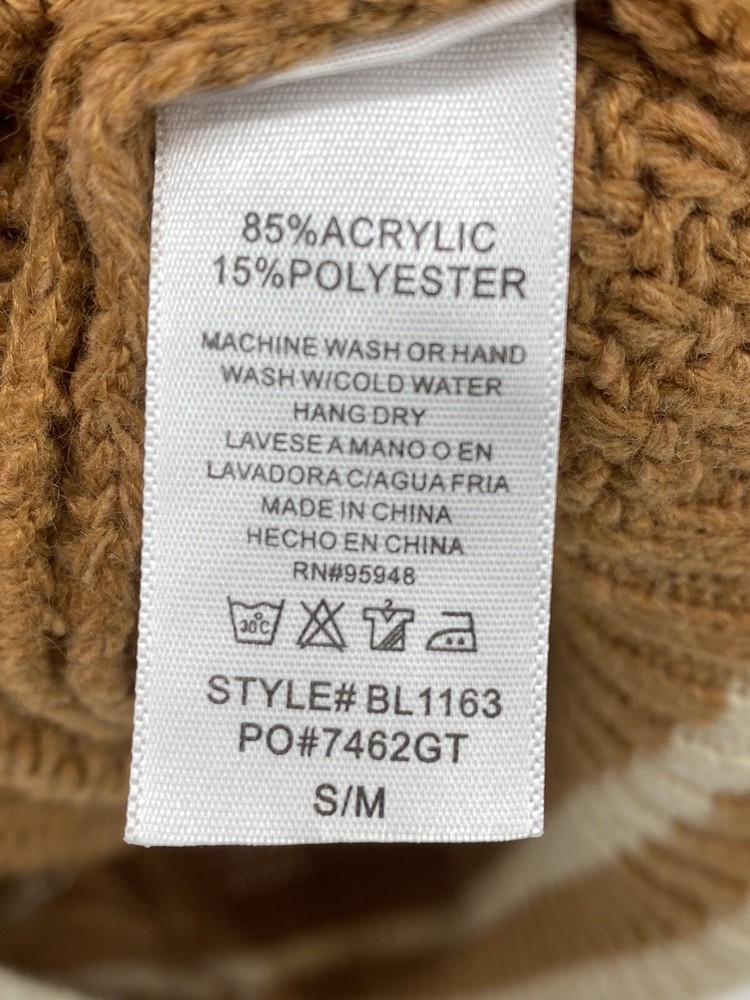 85%ACRYLIC
15%POLYESTER
MACHINE WASH OR HAND
WASH W/COLD WATER
HANG DRY
LAVESE A MANO O EN
LAVADORA C/AGUA FRIA
MADE IN CHINA
HECHO EN CHINA
RN#95948
30°C
STYLE# BL1163
PO#7462GT
S/M